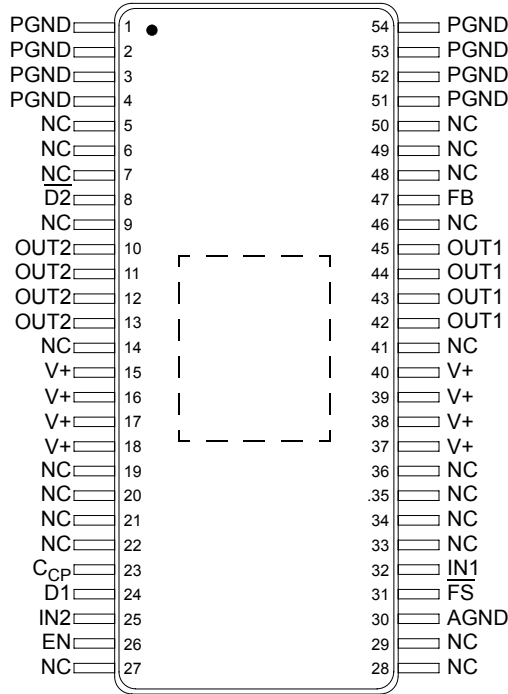 PGND 1 54 PGND
PGND 2 53 PGND
PGND 3 52 PGND
PGND 4 51 PGND
NC 5 50 NC
NC 6 49 NC
NC 7 48 NC
D2 8 47 FB
NC 9 46 NC
OUT2 10 45 OUT1
OUT2 11 44 OUT1
OUT2 12 43 OUT1
OUT2 13 42 OUT1
NC 14 41 NC
V+ 15 40 V+
V+ 16 39 V+
V+ 17 38 V+
V+ 18 37 V+
NC 19 36 NC
NC 20 .35 NC
NC 21 34 NC
NC 22 33 NC
CCP 23 32 IN1
D1 24 31 FS
IN2 25 30 AGND
EN 26 29 NC
NC 27 28 NC